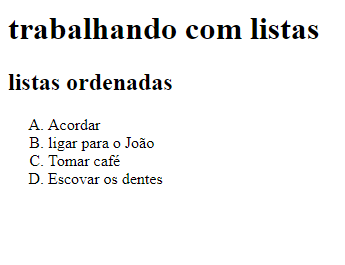 trabalhando com listas
listas ordenadas
A. Acordar
B. ligar para o João
C. Tomar café
D. Escovar os dentes